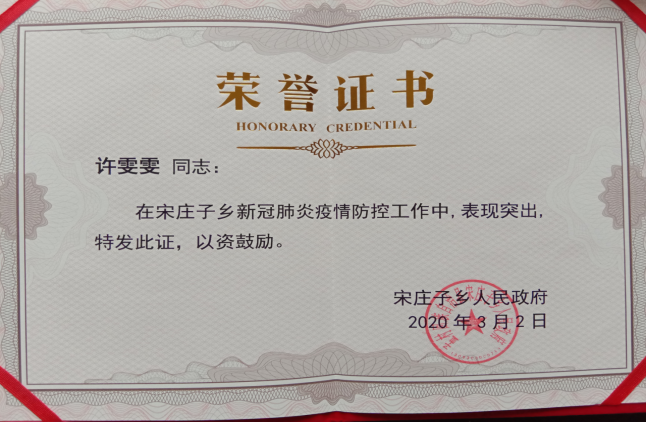 荣誉证书
HONORARY CREDENTIAL
许雯雯 同志：
在宋庄子乡新冠肺炎疫情防控工作中，表现突出，
特发此证，以资鼓励。
宋庄子乡人民政府
2020 年 3 月 2 日